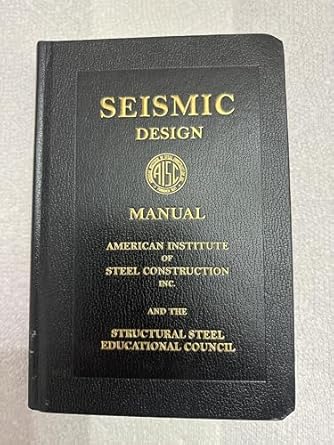 SEISMIC
DESIGN
AISC
MANUAL
AMERICAN INSTITUTE
OF
STEEL CONSTRUCTION
INC.
AND THE
STRUCTURAL STEEL
EDUCATIONAL COUNCIL